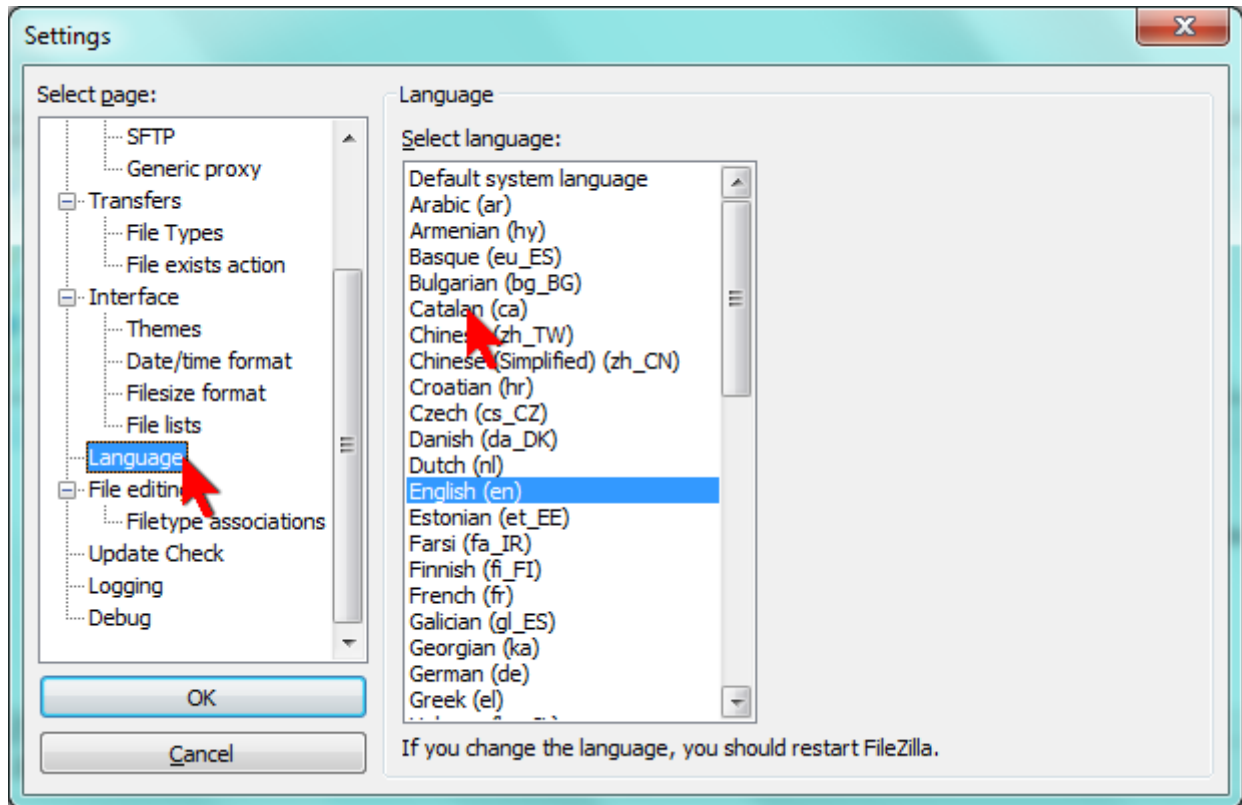 Settings
Select page:
SFTP
Generic proxy
Transfers
File Types
File exists action
Interface
Themes
Date/time format
Filesize format
File lists
Language
File editing
Filetype associations
Update Check
Logging
Debug
OK
Cancel
Language
Select language:
Default system language
Arabic (ar)
Armenian (hy)
Basque (eu_ES)
Bulgarian (bg_BG)
Catalan (ca)
Chinese (zh_TW)
Chinese (Simplified) (zh_CN)
Croatian (hr)
Czech (cs_CZ)
Danish (da_DK)
Dutch (nl)
English (en)
Estonian (et_EE)
Farsi (fa_IR)
Finnish (fi_FI)
French (fr)
Galician (gl_ES)
Georgian (ka)
German (de)
Greek (el)
If you change the language, you should restart FileZilla.